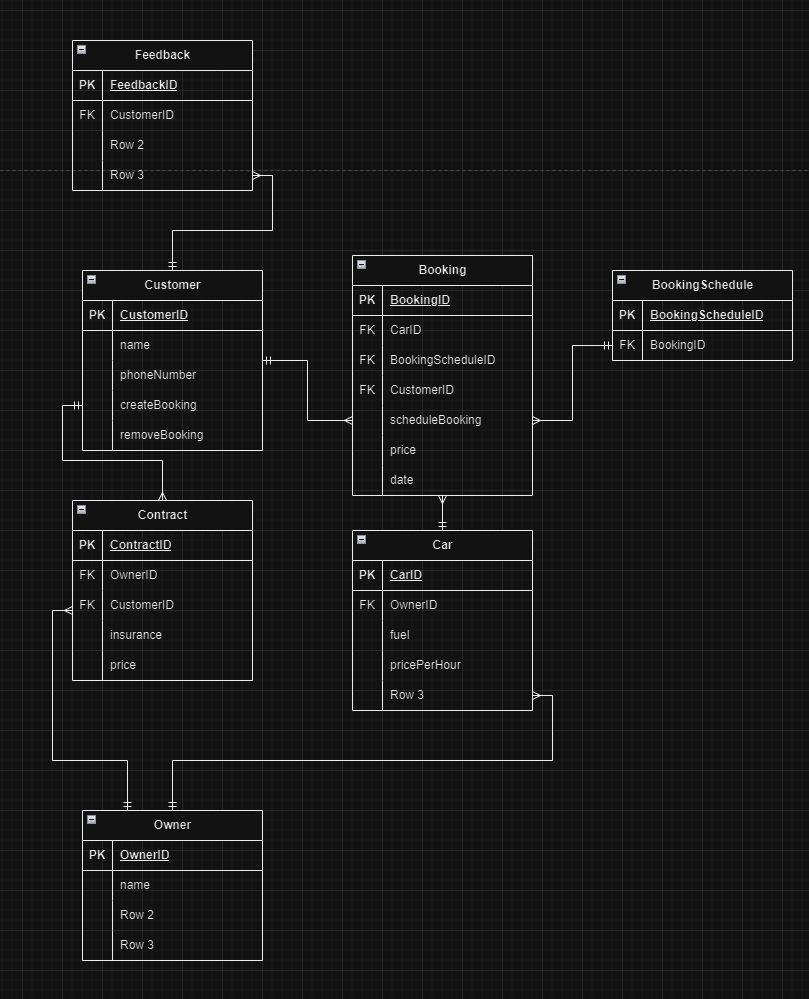 Feedback
PK FeedbackID
FK CustomerID
Row 2
Row 3
Customer
PK CustomerID
name
phoneNumber
createBooking
removeBooking
Booking
PK BookingID
FK CarID
FK BookingScheduleID
FK CustomerID
scheduleBooking
price
date
BookingSchedule
PK BookingScheduleID
FK BookingID
Contract
PK ContractID
FK OwnerID
FK CustomerID
insurance
price
Car
PK CarID
FK OwnerID
fuel
pricePerHour
Row 3
Owner
PK OwnerID
name
Row 2
Row 3